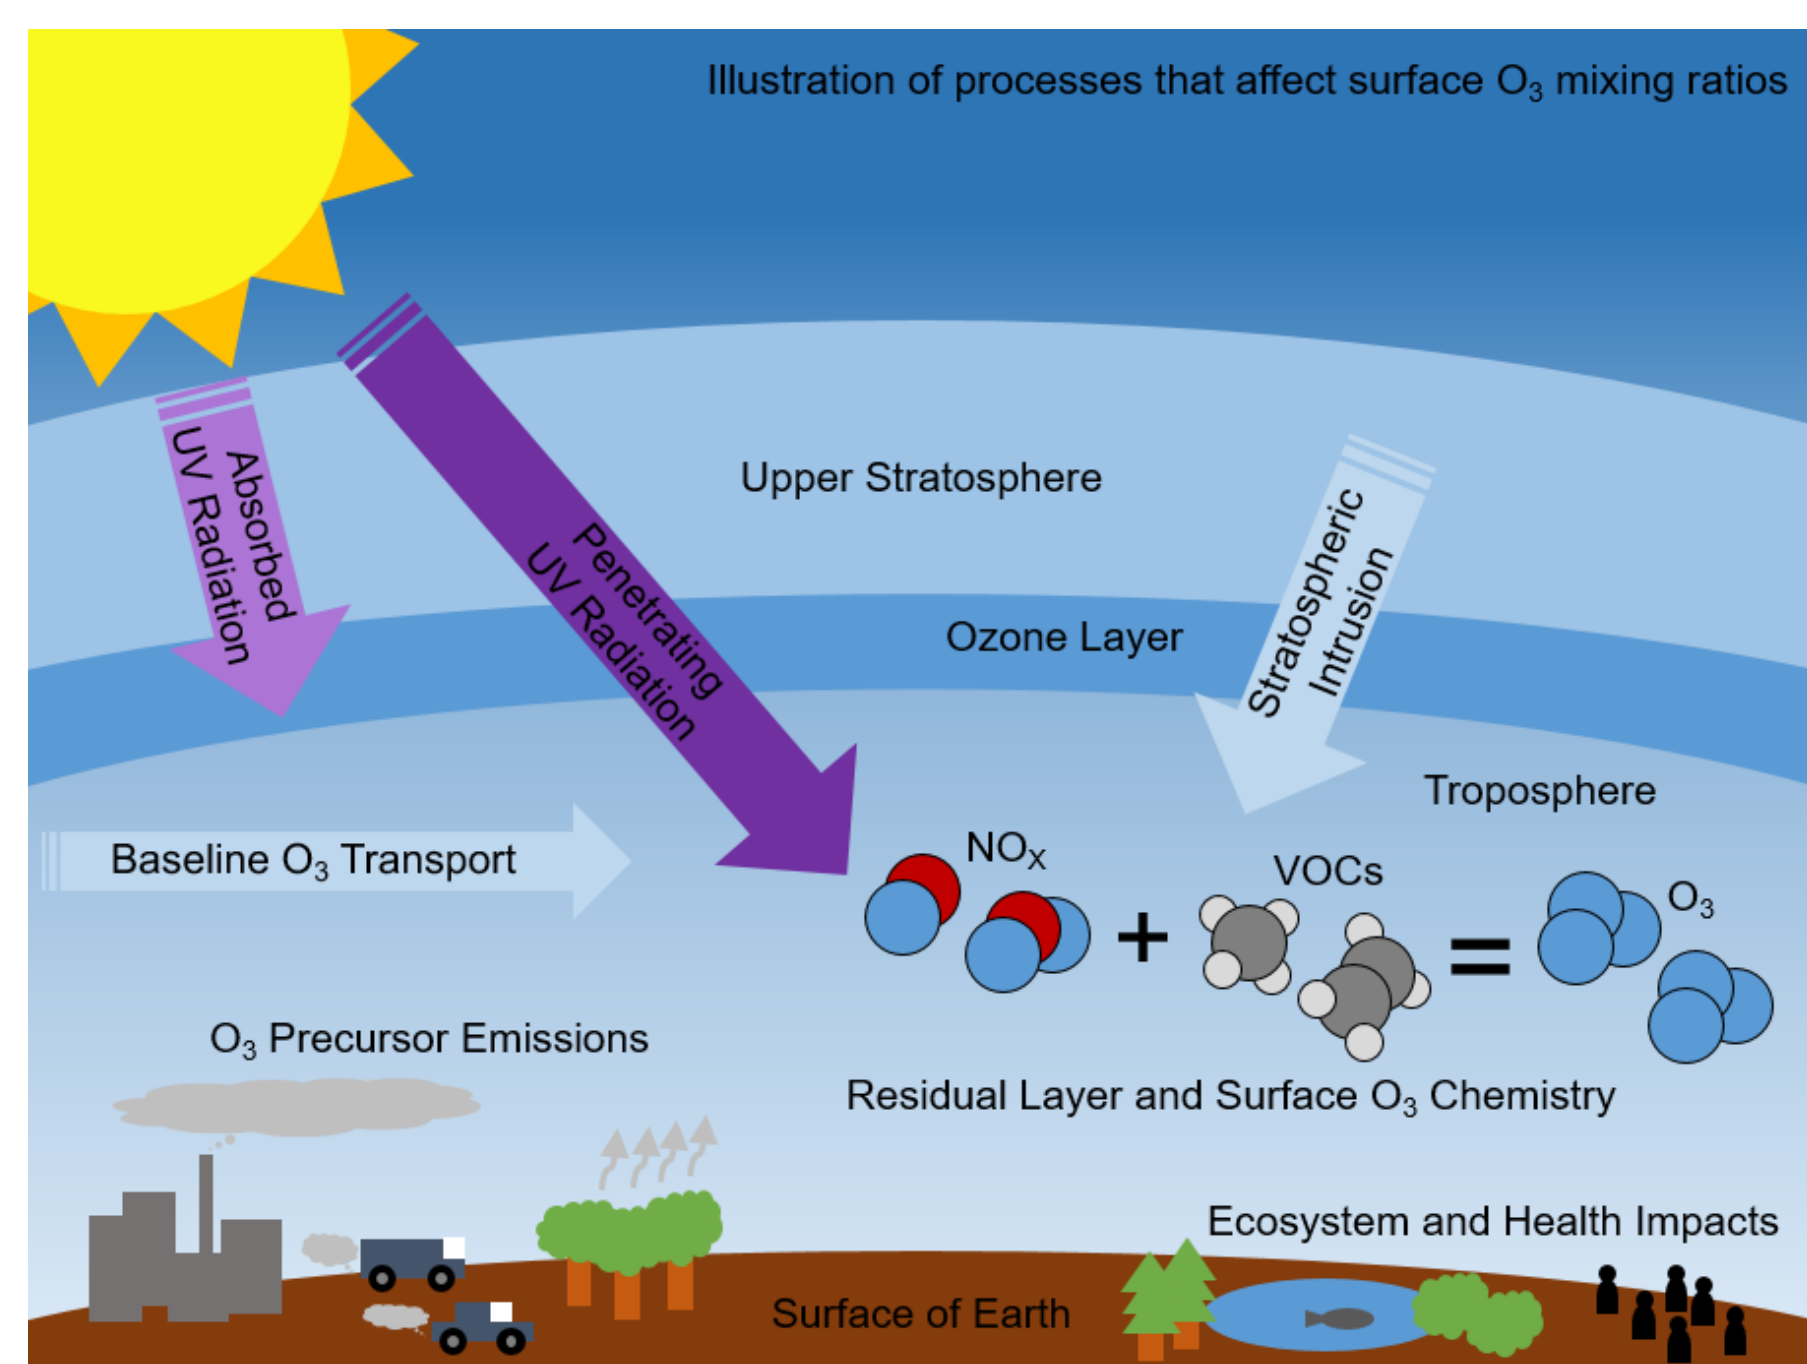 Illustration of processes that affect surface O₃ mixing ratios
Absorbed
UV Radiation
Penetrating
UV Radiation
Upper Stratosphere
Stratospheric
Intrusion
Ozone Layer
Troposphere
Baseline O₃ Transport
NOₓ
VOCs
O₃
+
=
O₃ Precursor Emissions
Residual Layer and Surface O₃ Chemistry
Ecosystem and Health Impacts
Surface of Earth